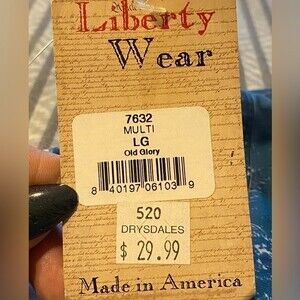 Liberty
Wear
7632
MULTI
LG
Old Glory
8 40197 06103 9
520
DRYSDALES
$ 29.99
Made in America